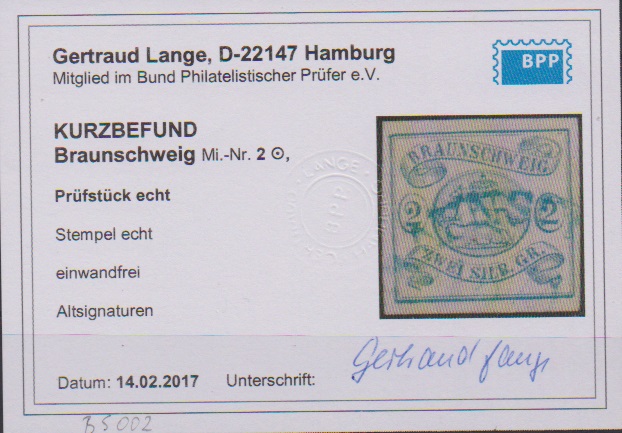 Gertraud Lange, D-22147 Hamburg
Mitglied im Bund Philatelistischer Prüfer e.V.
BPP
KURZBEFUND
Braunschweig Mi.-Nr. 2 ⊙,
Prüfstück echt
Stempel echt
einwandfrei
Altsignaturen
BRAUNSCHWEIG
2 2
ZWEI SILB. GR.
Datum: 14.02.2017 Unterschrift: Gertraud Lange
B5002